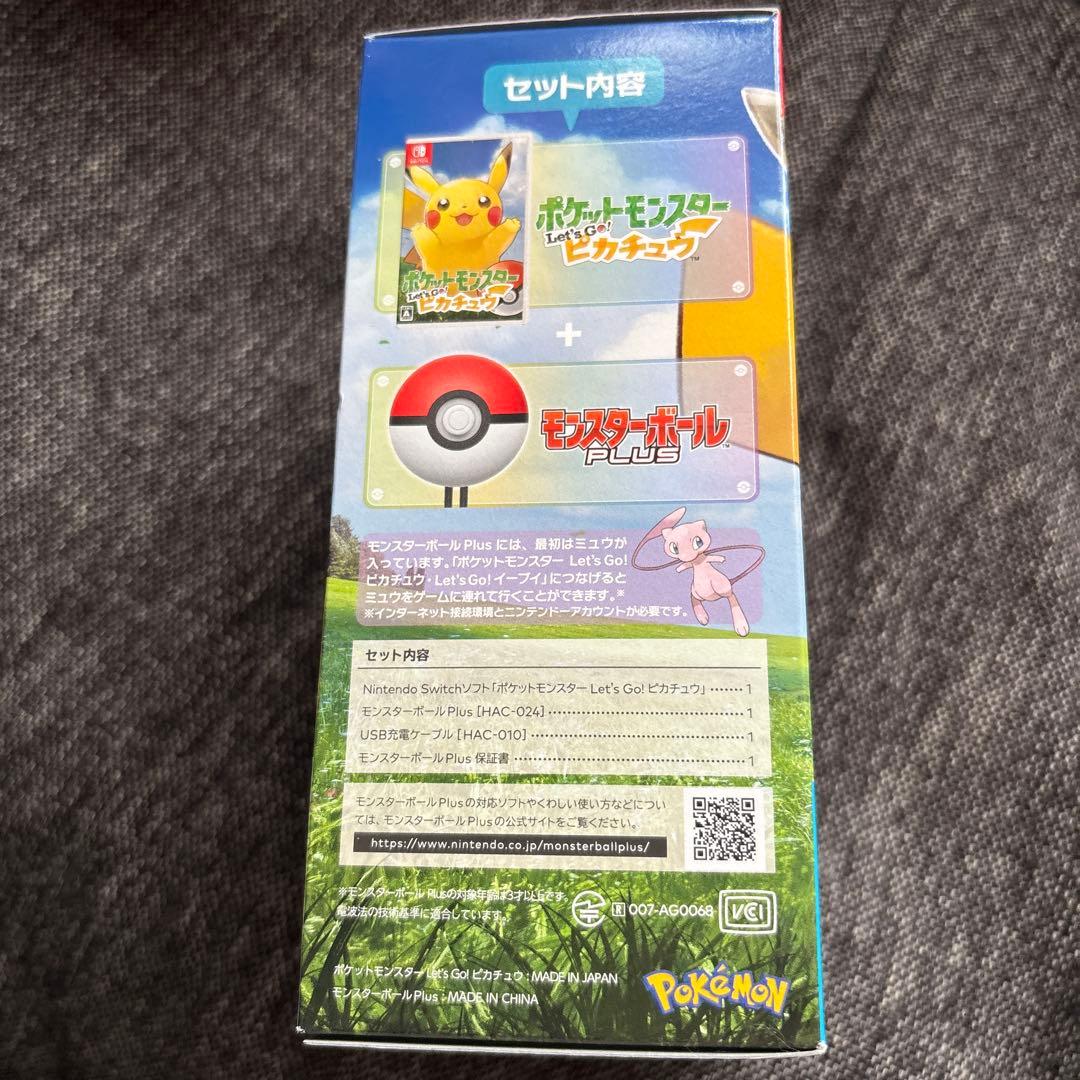 セット内容
ポケットモンスター
Let's Go!
ピカチュウ™
ポケットモンスター
Let's Go!
ピカチュウ
+
モンスターボール™
PLUS
モンスターボール Plus には、最初はミュウが
入っています。「ポケットモンスター Let's Go!
ピカチュウ・Let's Go! イーブイ」につなげると
ミュウをゲームに連れて行くことができます。※
※インターネット接続環境とニンテンドーアカウントが必要です。
セット内容
Nintendo Switchソフト「ポケットモンスター Let's Go! ピカチュウ」 ······· 1
モンスターボール Plus [HAC-024] ······································ 1
USB充電ケーブル [HAC-010] ·········································· 1
モンスターボール Plus 保証書 ············································ 1
モンスターボール Plus の対応ソフトやくわしい使い方などについ
ては、モンスターボール Plus の公式サイトをご覧ください。
https://www.nintendo.co.jp/monsterballplus/
※モンスターボール Plusの対象年齢は3才以上です。
電波法の技術基準に適合しています。
R 007-AG0068
VCI
ポケットモンスター Let's Go! ピカチュウ : MADE IN JAPAN
モンスターボール Plus : MADE IN CHINA
POKéMON